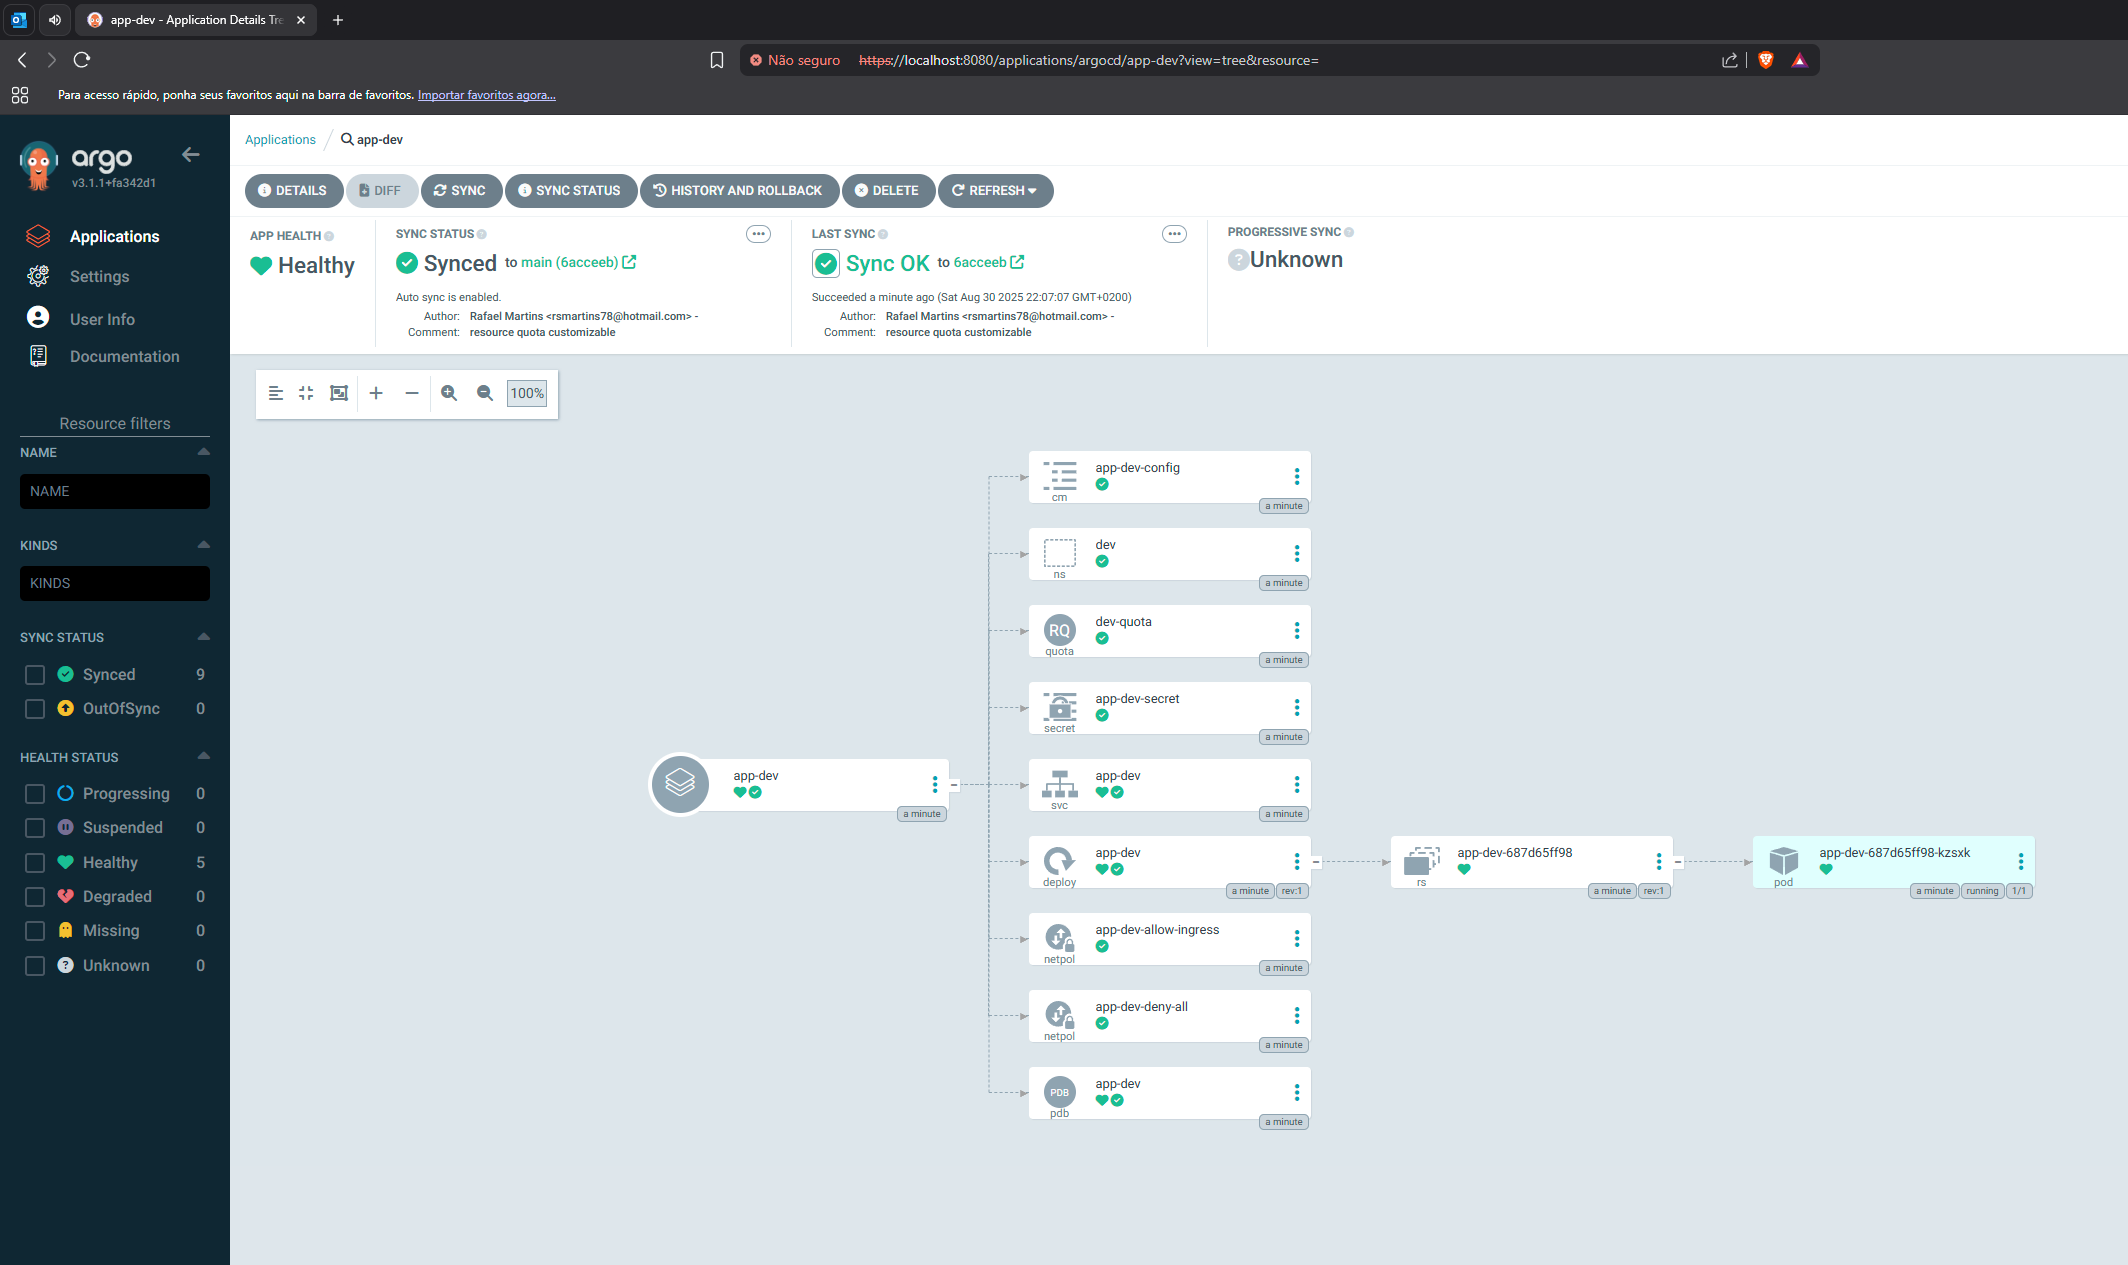 app-dev - Application Details Tre
Não seguro https://localhost:8080/applications/argocd/app-dev?view=tree&resource=
Para acesso rápido, ponha seus favoritos aqui na barra de favoritos. Importar favoritos agora...
argo
v3.1.1+fa342d1
Applications
Settings
User Info
Documentation
Resource filters
NAME
NAME
KINDS
KINDS
SYNC STATUS
Synced 9
OutOfSync 0
HEALTH STATUS
Progressing 0
Suspended 0
Healthy 5
Degraded 0
Missing 0
Unknown 0
Applications / app-dev
DETAILS DIFF SYNC SYNC STATUS HISTORY AND ROLLBACK DELETE REFRESH
APP HEALTH
Healthy
SYNC STATUS
Synced to main (6acceeb)
Auto sync is enabled.
Author: Rafael Martins <rsmartins78@hotmail.com> -
Comment: resource quota customizable
LAST SYNC
Sync OK to 6acceeb
Succeeded a minute ago (Sat Aug 30 2025 22:07:07 GMT+0200)
Author: Rafael Martins <rsmartins78@hotmail.com> -
Comment: resource quota customizable
PROGRESSIVE SYNC
Unknown
100%
app-dev
a minute
app-dev-config
cm
a minute
dev
ns
a minute
RQ
dev-quota
quota
a minute
app-dev-secret
secret
a minute
app-dev
svc
a minute
app-dev
deploy
a minute rev:1
app-dev-687d65ff98
rs
a minute rev:1
app-dev-687d65ff98-kzsxk
pod
a minute running 1/1
app-dev-allow-ingress
netpol
a minute
app-dev-deny-all
netpol
a minute
PDB
app-dev
pdb
a minute